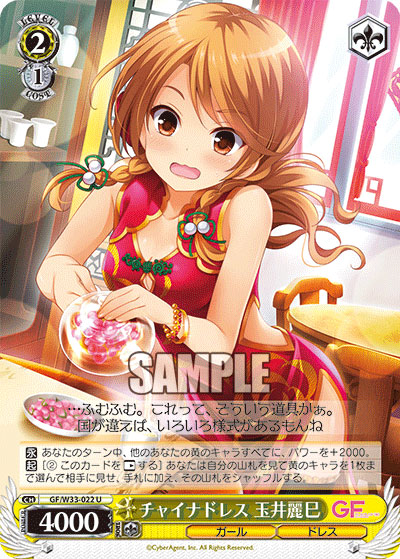 LEVEL
2
1
COST
SAMPLE
…ふむふむ。これって、そういう道具かぁ。
国が違えば、いろいろ様式があるもんね
永 あなたのターン中、他のあなたの黄のキャラすべてに、パワーを+2000。
起 [② このカードを する] あなたは自分の山札を見て黄のキャラを1枚ま
で選んで相手に見せ、手札に加え、その山札をシャッフルする。
CH
GF/W33-022 U
4000
チャイナドレス 玉井麗巳
GF
ガール
ドレス
©CyberAgent, Inc. All Rights Reserved.